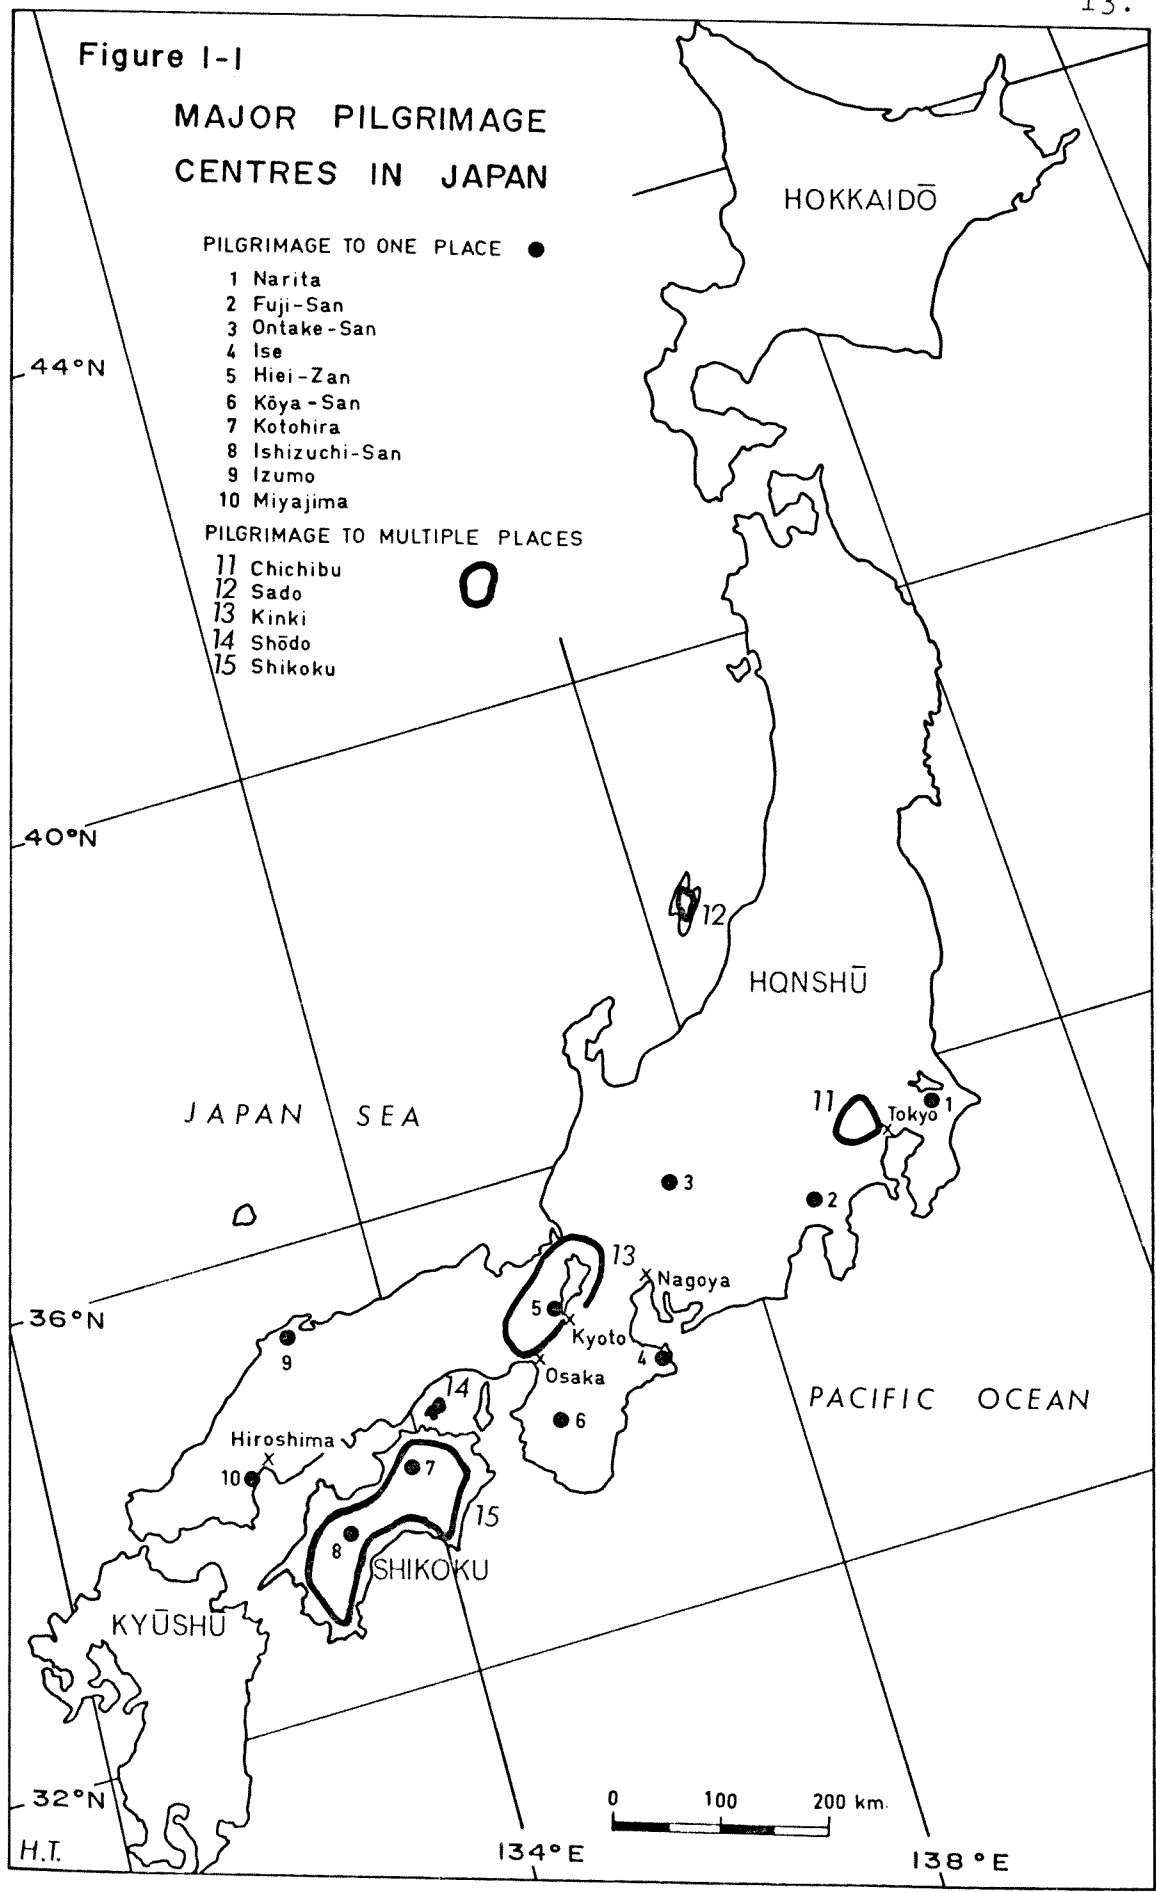 13.
Figure 1-1
MAJOR PILGRIMAGE
CENTRES IN JAPAN
PILGRIMAGE TO ONE PLACE
1 Narita
2 Fuji-San
3 Ontake-San
4 Ise
5 Hiei-Zan
6 Kōya-San
7 Kotohira
8 Ishizuchi-San
9 Izumo
10 Miyajima
PILGRIMAGE TO MULTIPLE PLACES
11 Chichibu
12 Sado
13 Kinki
14 Shōdo
15 Shikoku
HOKKAIDŌ
44°N
40°N
12
HONSHŪ
JAPAN SEA
11
1
Tokyo
3
2
13
Nagoya
5
36°N
Kyoto
9
4
Osaka
14
PACIFIC OCEAN
6
Hiroshima
10
7
15
8
SHIKOKU
KYŪSHŪ
32°N
0 100 200 km.
H.T.
134°E
138°E